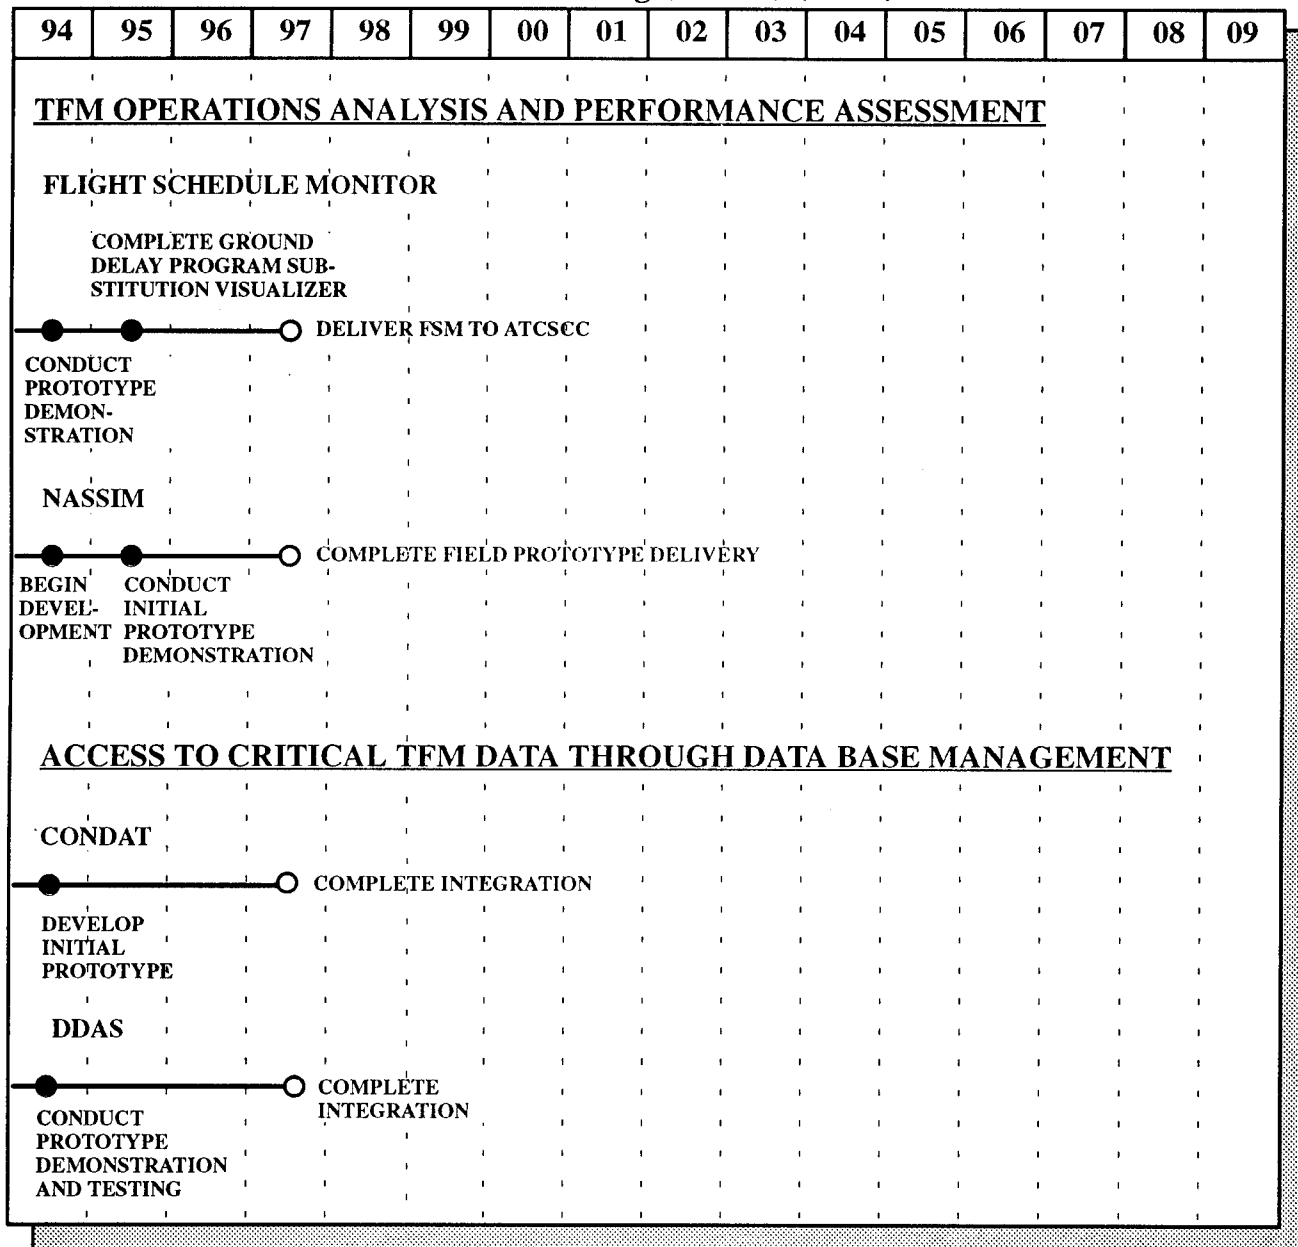 94 95 96 97 98 99 00 01 02 03 04 05 06 07 08 09
TFM OPERATIONS ANALYSIS AND PERFORMANCE ASSESSMENT
FLIGHT SCHEDULE MONITOR
COMPLETE GROUND
DELAY PROGRAM SUB-
STITUTION VISUALIZER
DELIVER FSM TO ATCSCC
CONDUCT
PROTOTYPE
DEMON-
STRATION
NASSIM
COMPLETE FIELD PROTOTYPE DELIVERY
BEGIN
DEVEL-
OPMENT
CONDUCT
INITIAL
PROTOTYPE
DEMONSTRATION
ACCESS TO CRITICAL TFM DATA THROUGH DATA BASE MANAGEMENT
CONDAT
COMPLETE INTEGRATION
DEVELOP
INITIAL
PROTOTYPE
DDAS
COMPLETE
INTEGRATION
CONDUCT
PROTOTYPE
DEMONSTRATION
AND TESTING